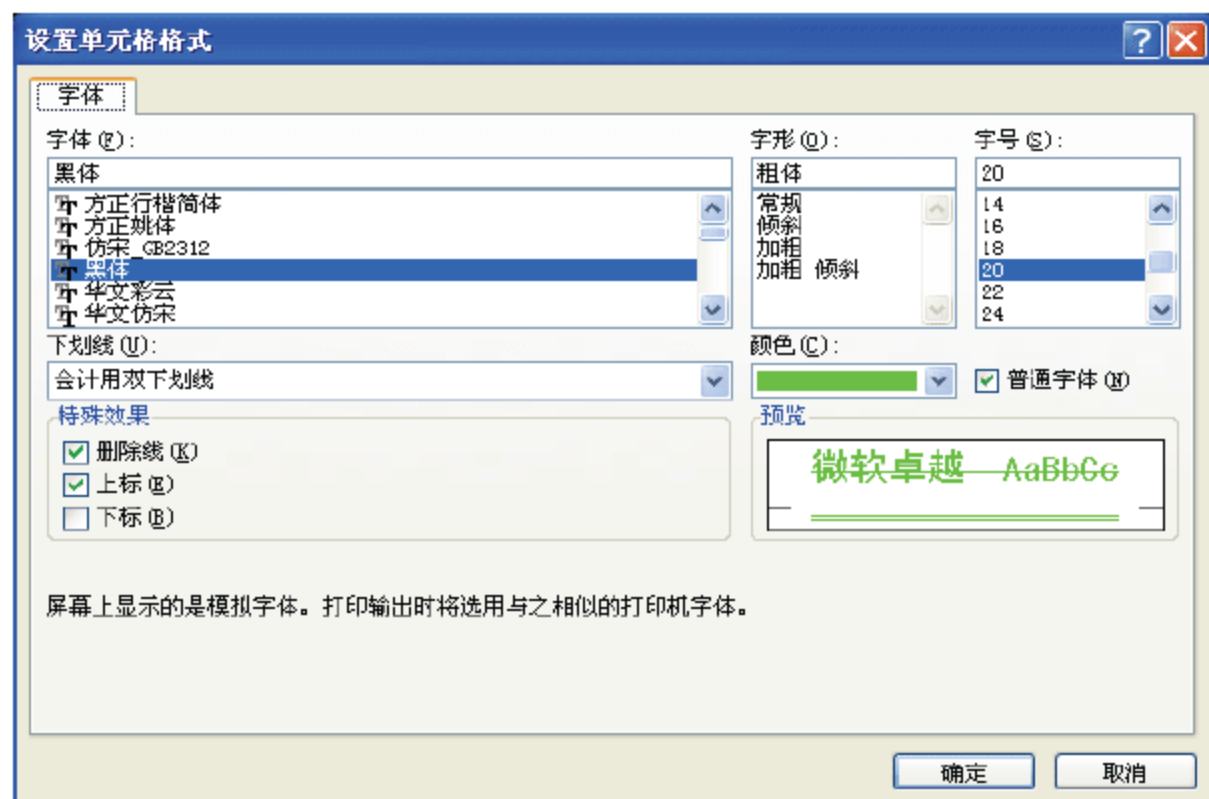 设置单元格格式
字体
字体(F):
黑体
方正行楷简体
方正姚体
仿宋_GB2312
黑体
华文彩云
华文仿宋
字形(O):
粗体
常规
倾斜
加粗
加粗 倾斜
字号(S):
20
14
16
18
20
22
24
下划线(U):
会计用双下划线
颜色(C):
普通字体(N)
特殊效果
删除线(K)
上标(E)
下标(B)
预览
微软卓越 AaBbCc
屏幕上显示的是模拟字体。打印输出时将选用与之相似的打印机字体。
确定
取消